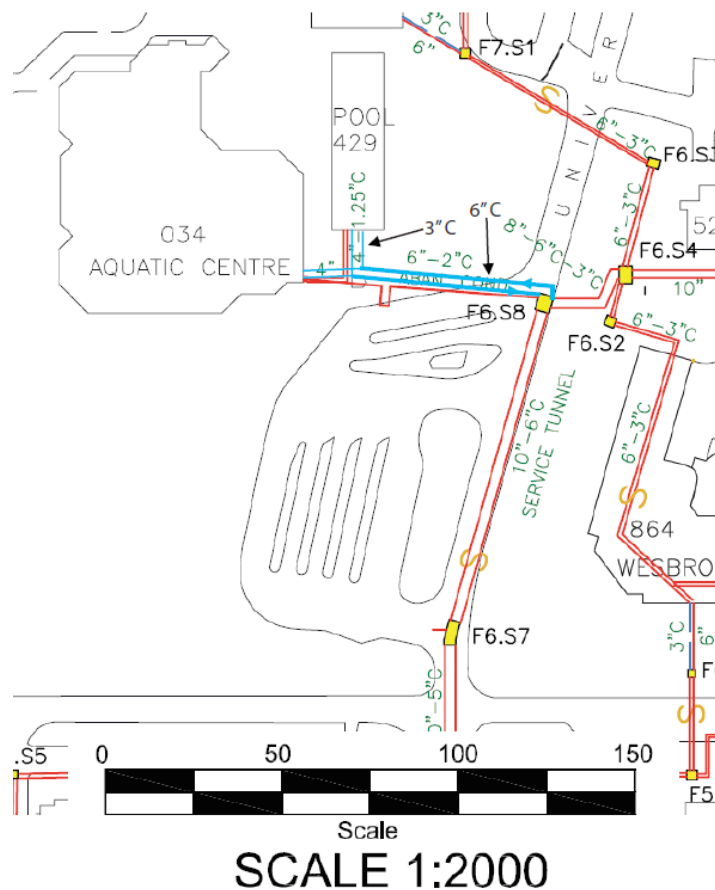 3"C
6"
F7.S1
UNIVER
S
POOL
429
6"-3"C
F6.S3
1.25"C
4"
3"C
6"C
8"-6"C-3"C
6"-3"C
52
034
AQUATIC CENTRE
4"
6"-2"C
ABAN COND
F6.S4
10"
F6.S8
F6.S2
6"-3"C
10"-6"C
SERVICE TUNNEL
6"-3"C
S
864
WESBRO
S
F6.S7
3"C
6"
S
.S5
0
50
100
150
F5
Scale
SCALE 1:2000